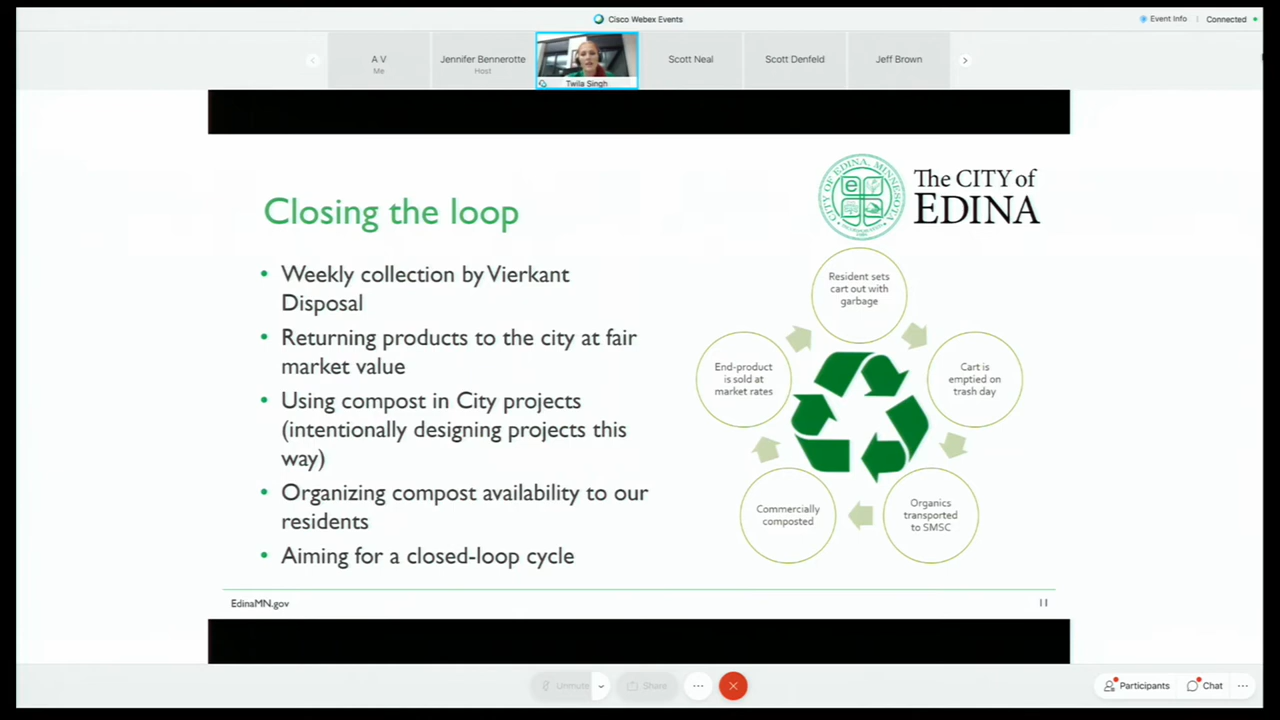 Cisco Webex Events
Event Info
Connected
A V
Me
Jennifer Bennerotte
Host
Twila Singh
Scott Neal
Scott Denfeld
Jeff Brown
CITY OF EDINA, MINNESOTA
The CITY of
EDINA
Closing the loop
• Weekly collection by Vierkant
Disposal
• Returning products to the city at fair
market value
• Using compost in City projects
(intentionally designing projects this
way)
• Organizing compost availability to our
residents
• Aiming for a closed-loop cycle
Resident sets
cart out with
garbage
Cart is
emptied on
trash day
Organics
transported
to SMSC
Commercially
composted
End-product
is sold at
market rates
EdinaMN.gov
11
Unmute
Share
Participants
Chat